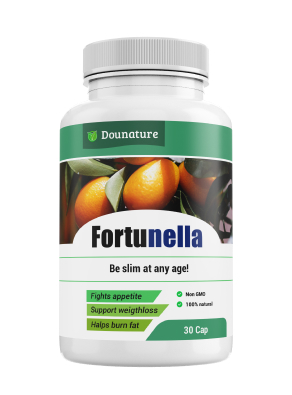 Dounature
Fortunella
Be slim at any age!
Fights appetite
Support weigthloss
Helps burn fat
Non GMO
100% natural
30 Cap